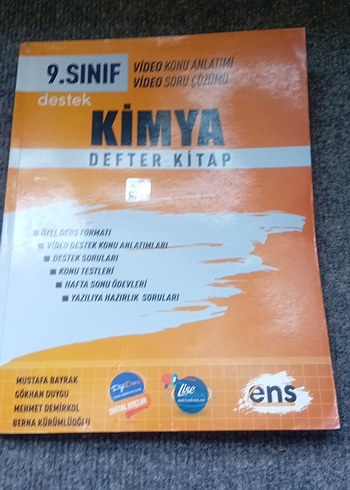 9.SINIF
VİDEO KONU ANLATIMI
VİDEO SORU ÇÖZÜMÜ
destek
KİMYA
DEFTER KİTAP
ÖZEL DERS FORMATI
VİDEO DESTEK KONU ANLATIMLARI
DESTEK SORULARI
KONU TESTLERİ
HAFTA SONU ÖDEVLERİ
YAZILIYA HAZIRLIK SORULARI
MUSTAFA BAYRAK
GÖKHAN DUYGU
MEHMET DEMİRKOL
BERNA KÜRÜMLÜOĞLU
Lise
ens